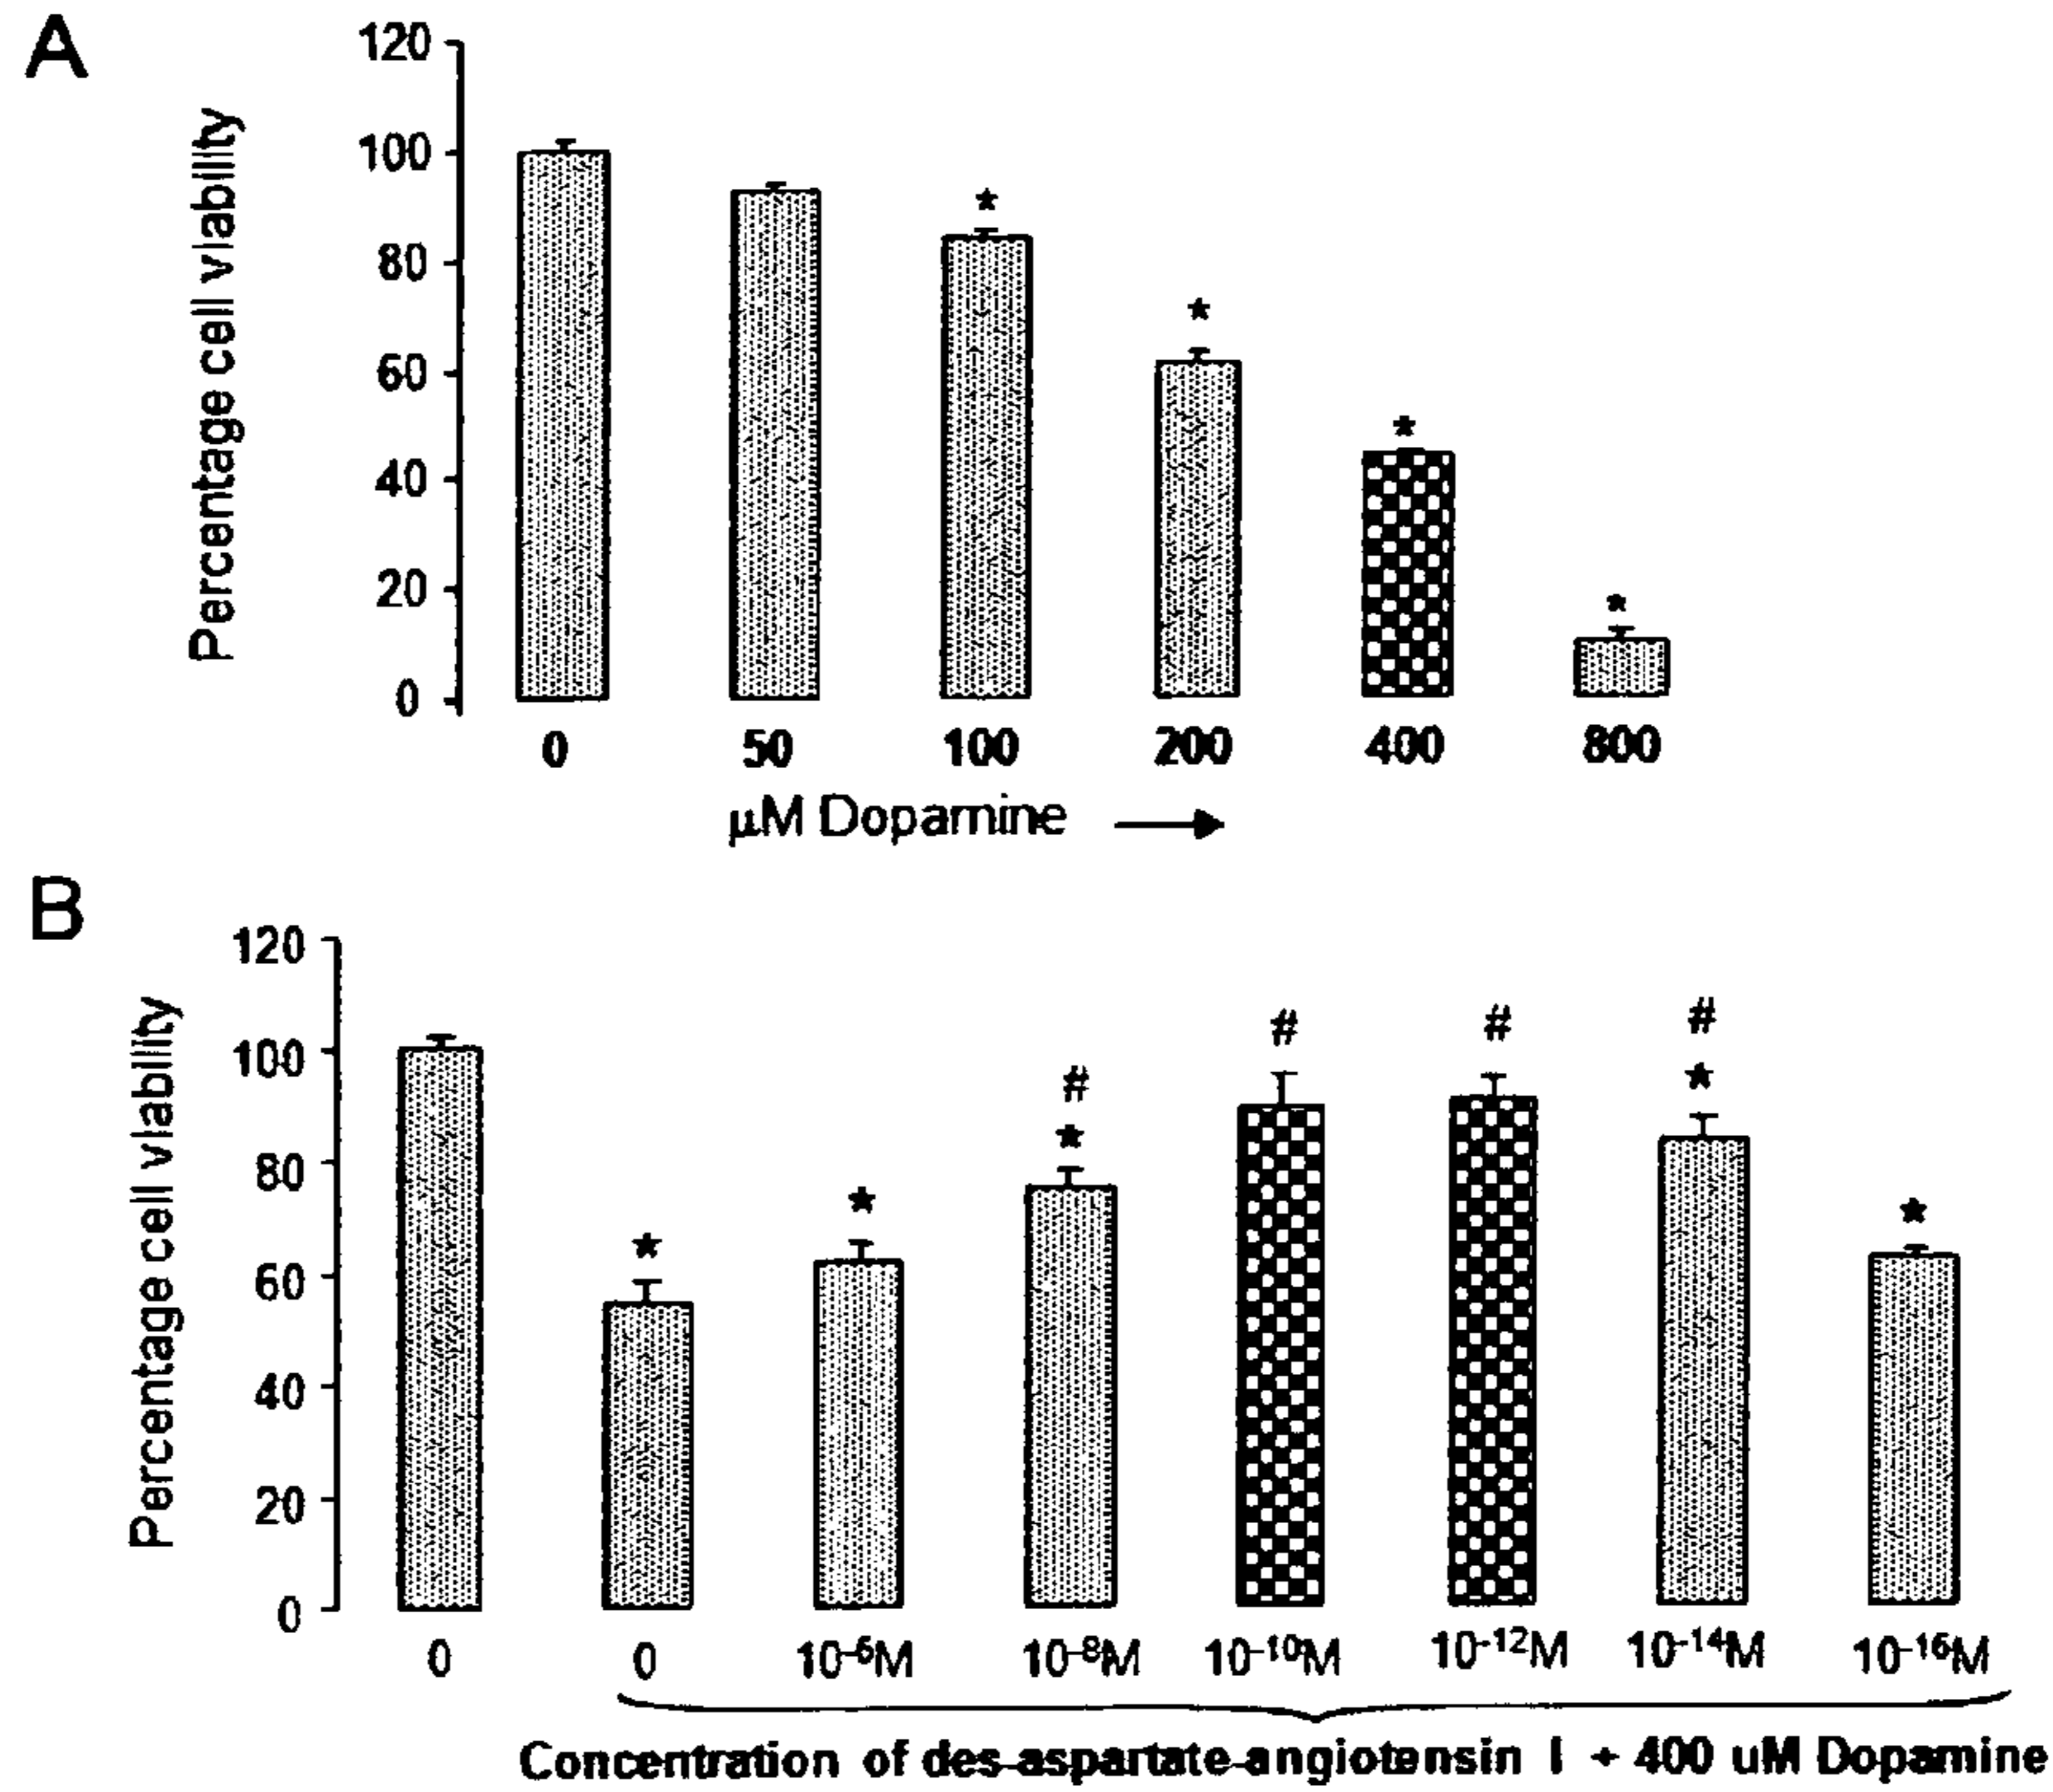 A
Percentage cell viability
120
100
80
60
40
20
0
*
*
*
*
0 50 100 200 400 800
μM Dopamine
B
Percentage cell viability
120
100
80
60
40
20
0
# # #
# *
* * * *
0 0 10-6M 10-8M 10-10M 10-12M 10-14M 10-16M
Concentration of des-aspartate-angiotensin I + 400 uM Dopamine